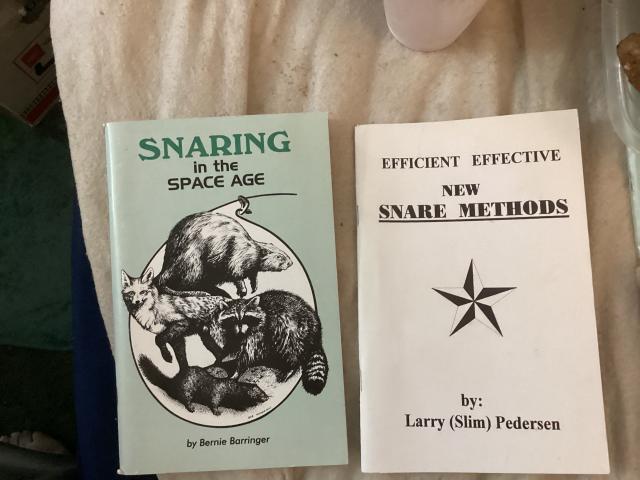 SNARING
in the
SPACE AGE
by Bernie Barringer
EFFICIENT EFFECTIVE
NEW
SNARE METHODS
by:
Larry (Slim) Pedersen